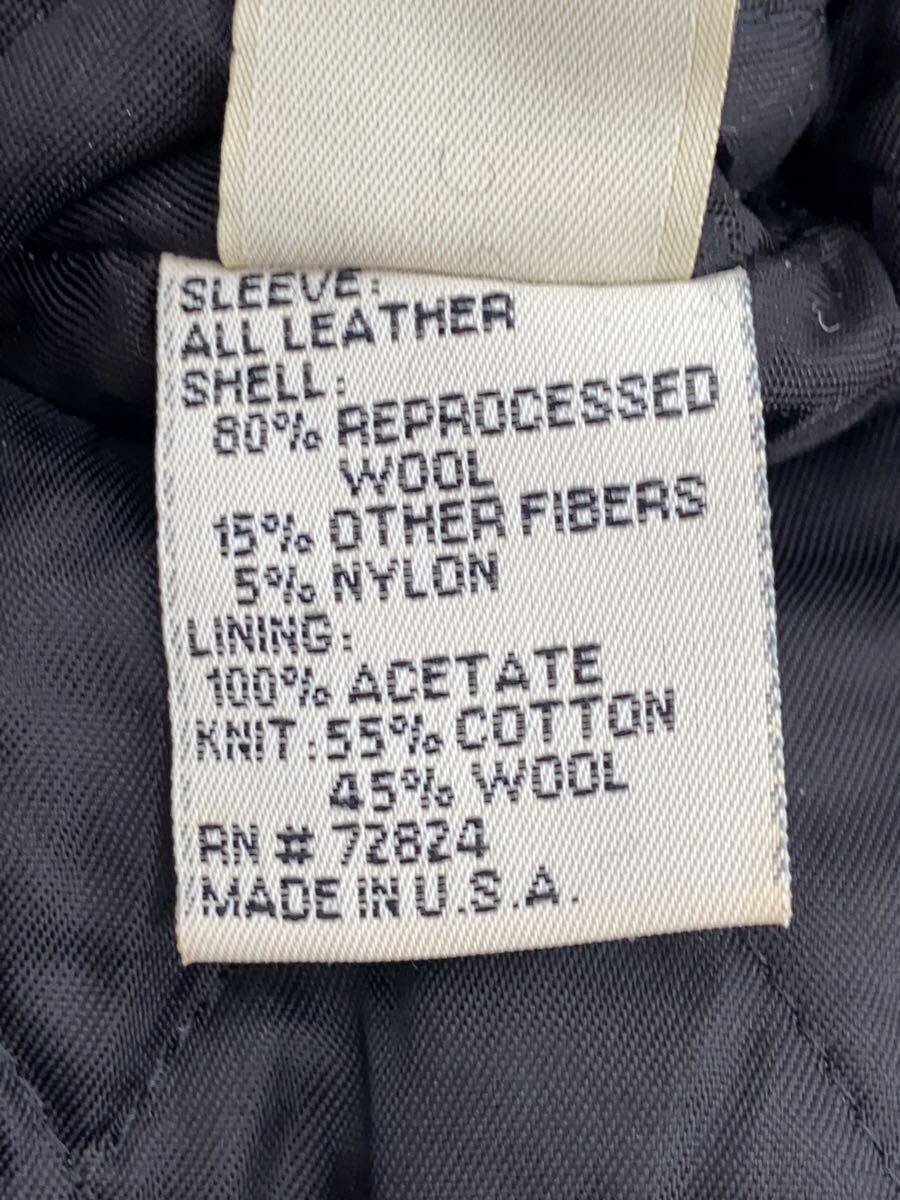 SLEEVE:
ALL LEATHER
SHELL:
80% REPROCESSED
WOOL
15% OTHER FIBERS
5% NYLON
LINING:
100% ACETATE
KNIT: 55% COTTON
45% WOOL
RN # 72824
MADE IN U.S.A.